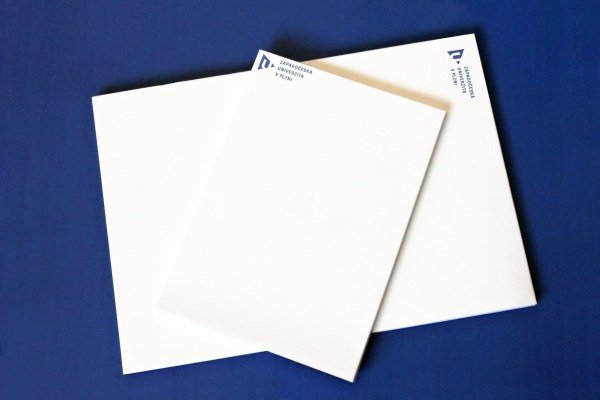 ZÁPADOČESKÁ
UNIVERZITA
V PLZNI
ZÁPADOČESKÁ
UNIVERZITA
V PLZNI